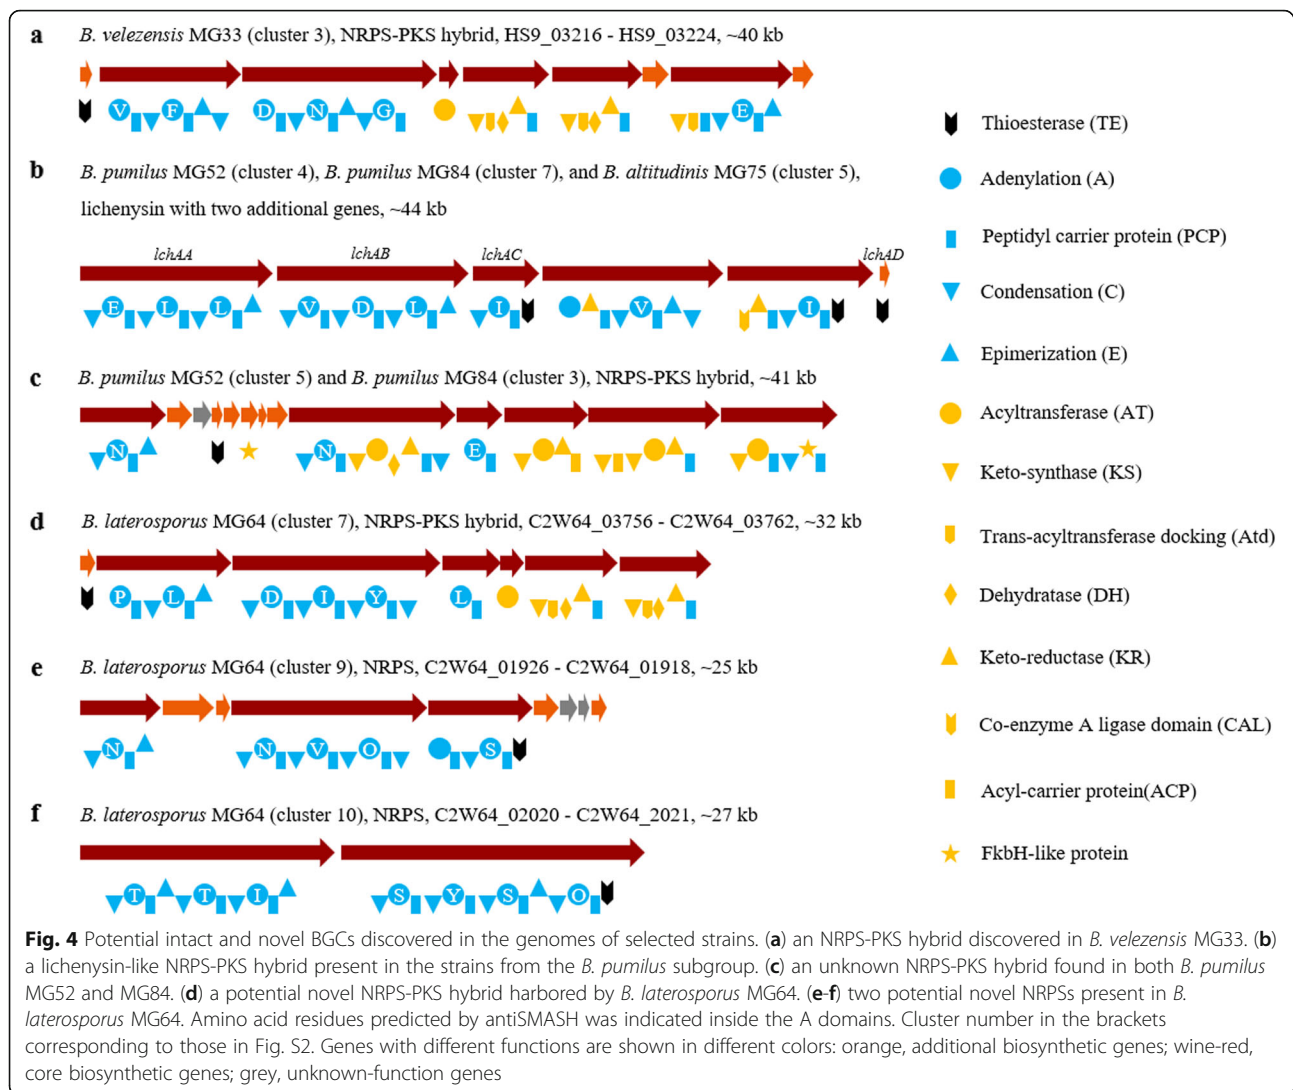 a B. velezensis MG33 (cluster 3), NRPS-PKS hybrid, HS9_03216 - HS9_03224, ~40 kb
V F D N G E
b B. pumilus MG52 (cluster 4), B. pumilus MG84 (cluster 7), and B. altitudinis MG75 (cluster 5),
lichenysin with two additional genes, ~44 kb
lchAA lchAB lchAC lchAD
E L L V D L I V I
c B. pumilus MG52 (cluster 5) and B. pumilus MG84 (cluster 3), NRPS-PKS hybrid, ~41 kb
N N E
d B. laterosporus MG64 (cluster 7), NRPS-PKS hybrid, C2W64_03756 - C2W64_03762, ~32 kb
P L D I Y L
e B. laterosporus MG64 (cluster 9), NRPS, C2W64_01926 - C2W64_01918, ~25 kb
N N V O S
f B. laterosporus MG64 (cluster 10), NRPS, C2W64_02020 - C2W64_2021, ~27 kb
T T I S Y S O
Thioesterase (TE)
Adenylation (A)
Peptidyl carrier protein (PCP)
Condensation (C)
Epimerization (E)
Acyltransferase (AT)
Keto-synthase (KS)
Trans-acyltransferase docking (Atd)
Dehydratase (DH)
Keto-reductase (KR)
Co-enzyme A ligase domain (CAL)
Acyl-carrier protein(ACP)
FkbH-like protein
Fig. 4 Potential intact and novel BGCs discovered in the genomes of selected strains. (a) an NRPS-PKS hybrid discovered in B. velezensis MG33. (b)
a lichenysin-like NRPS-PKS hybrid present in the strains from the B. pumilus subgroup. (c) an unknown NRPS-PKS hybrid found in both B. pumilus
MG52 and MG84. (d) a potential novel NRPS-PKS hybrid harbored by B. laterosporus MG64. (e-f) two potential novel NRPSs present in B.
laterosporus MG64. Amino acid residues predicted by antiSMASH was indicated inside the A domains. Cluster number in the brackets
corresponding to those in Fig. S2. Genes with different functions are shown in different colors: orange, additional biosynthetic genes; wine-red,
core biosynthetic genes; grey, unknown-function genes